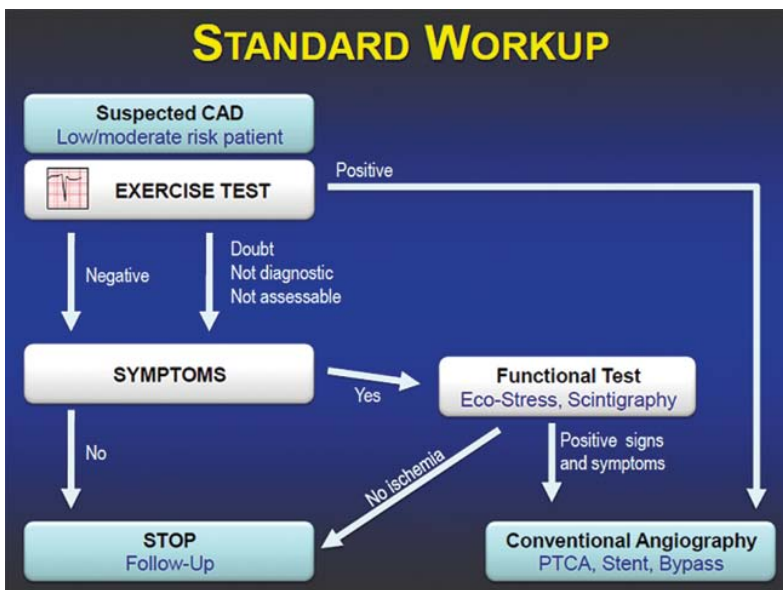 STANDARD WORKUP
Suspected CAD
Low/moderate risk patient
EXERCISE TEST
Positive
Negative
Doubt
Not diagnostic
Not assessable
SYMPTOMS
Yes
Functional Test
Eco-Stress, Scintigraphy
No
No ischemia
Positive signs
and symptoms
STOP
Follow-Up
Conventional Angiography
PTCA, Stent, Bypass